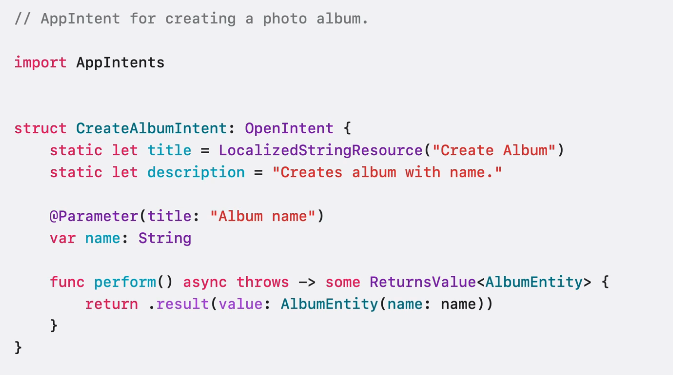 // AppIntent for creating a photo album.
import AppIntents
struct CreateAlbumIntent: OpenIntent {
    static let title = LocalizedStringResource("Create Album")
    static let description = "Creates album with name."
    @Parameter(title: "Album name")
    var name: String
    func perform() async throws -> some ReturnsValue<AlbumEntity> {
        return .result(value: AlbumEntity(name: name))
    }
}